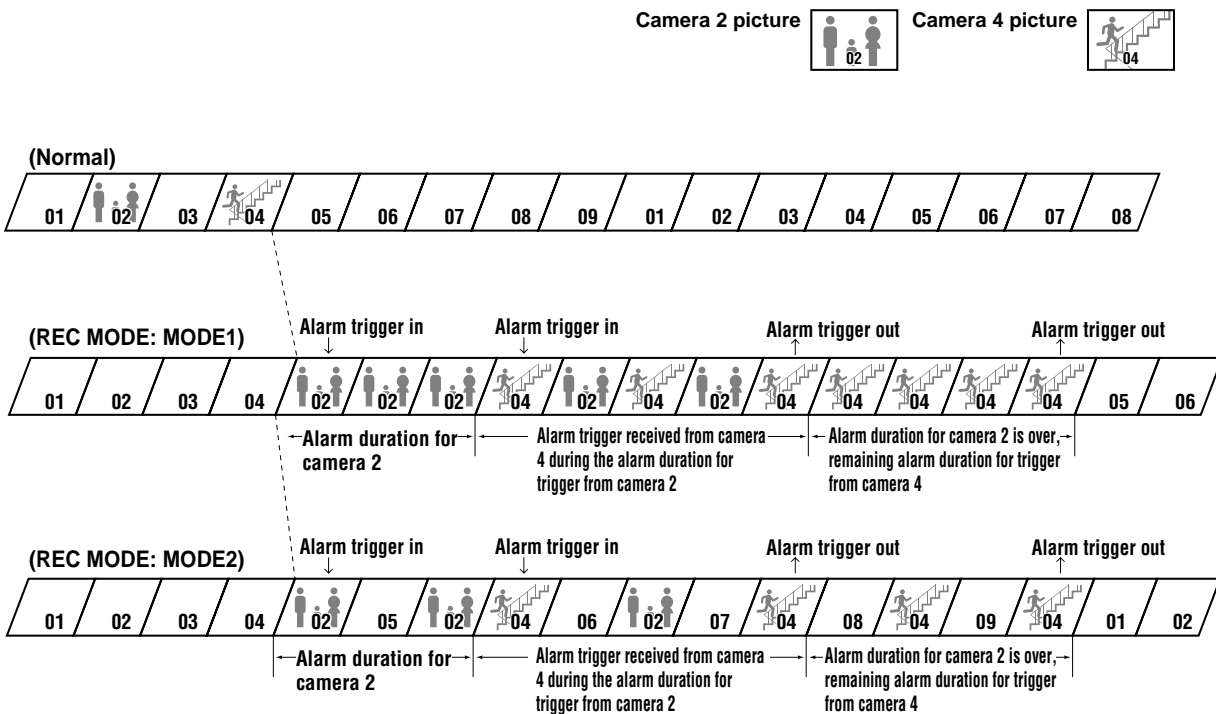 Camera 2 picture 02 Camera 4 picture 04
(Normal)
01 02 03 04 05 06 07 08 09 01 02 03 04 05 06 07 08
(REC MODE: MODE1)
Alarm trigger in Alarm trigger in Alarm trigger out Alarm trigger out
01 02 03 04 02 02 02 04 02 04 02 04 04 04 04 04 05 06
Alarm duration for
camera 2
Alarm trigger received from camera
4 during the alarm duration for
trigger from camera 2
Alarm duration for camera 2 is over,
remaining alarm duration for trigger
from camera 4
(REC MODE: MODE2)
Alarm trigger in Alarm trigger in Alarm trigger out Alarm trigger out
01 02 03 04 02 05 02 04 06 02 07 04 08 04 09 04 01 02
Alarm duration for
camera 2
Alarm trigger received from camera
4 during the alarm duration for
trigger from camera 2
Alarm duration for camera 2 is over,
remaining alarm duration for trigger
from camera 4